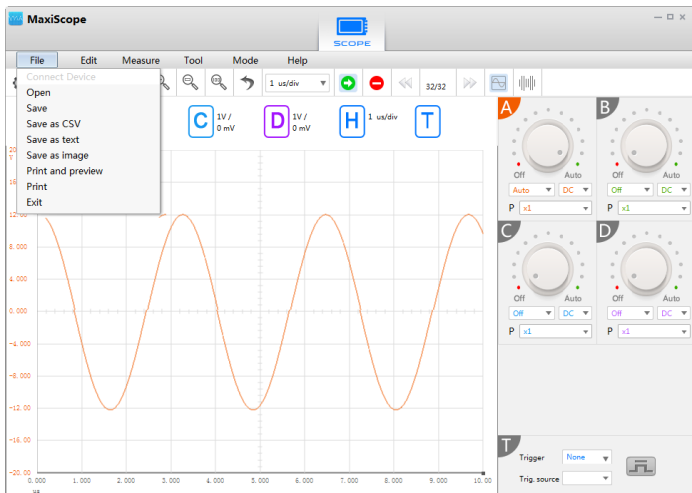 MaxiScope
SCOPE
File Edit Measure Tool Mode Help
Connect Device
Open
Save
Save as CSV
Save as text
Save as image
Print and preview
Print
Exit
1 us/div
32/32
C 1V/ 0 mV
D 1V/ 0 mV
H 1 us/div
T
A
Off Auto
Auto DC
P x1
B
Off Auto
Off DC
P x1
C
Off Auto
Off DC
P x1
D
Off Auto
Off DC
P x1
T
Trigger None
Trig. source
20
V
16
12.00
8.000
4.000
0.000
-4.000
-8.000
-12.00
-16.00
-20.00
0.000 1.000 2.000 3.000 4.000 5.000 6.000 7.000 8.000 9.000 10.0
us